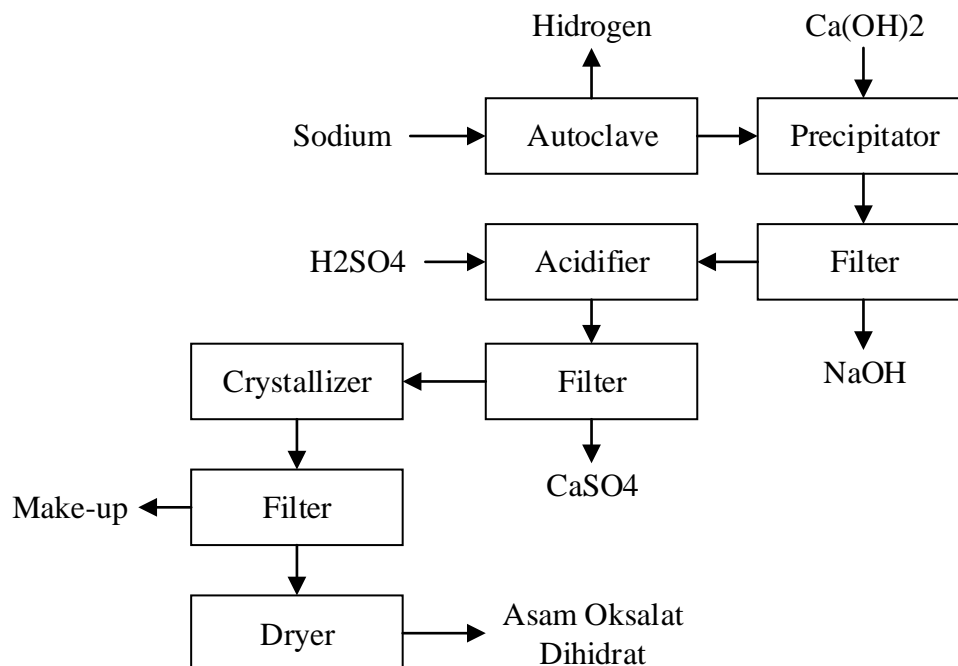 Hidrogen
Ca(OH)2
Sodium
Autoclave
Precipitator
H2SO4
Acidifier
Filter
NaOH
Crystallizer
Filter
CaSO4
Make-up
Filter
Dryer
Asam Oksalat
Dihidrat